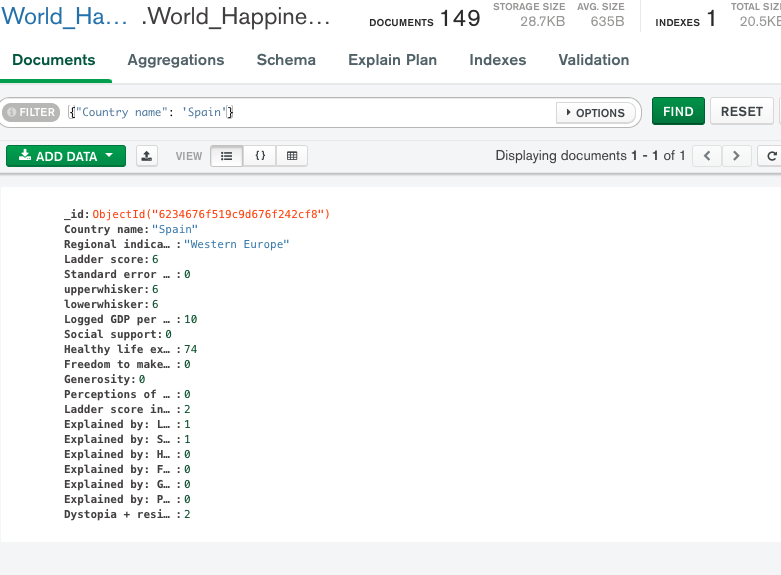 World_Ha... .World_Happine...
DOCUMENTS 149
STORAGE SIZE
28.7KB
AVG. SIZE
635B
INDEXES 1
TOTAL SIZ
20.5K
Documents Aggregations Schema Explain Plan Indexes Validation
FILTER {"Country name": 'Spain'}
OPTIONS
FIND
RESET
ADD DATA
VIEW
{}
Displaying documents 1 - 1 of 1
_id:ObjectId("6234676f519c9d676f242cf8")
Country name:"Spain"
Regional indica… :"Western Europe"
Ladder score:6
Standard error … :0
upperwhisker:6
lowerwhisker:6
Logged GDP per … :10
Social support:0
Healthy life ex… :74
Freedom to make… :0
Generosity:0
Perceptions of … :0
Ladder score in… :2
Explained by: L… :1
Explained by: S… :1
Explained by: H… :0
Explained by: F… :0
Explained by: G… :0
Explained by: P… :0
Dystopia + resi… :2